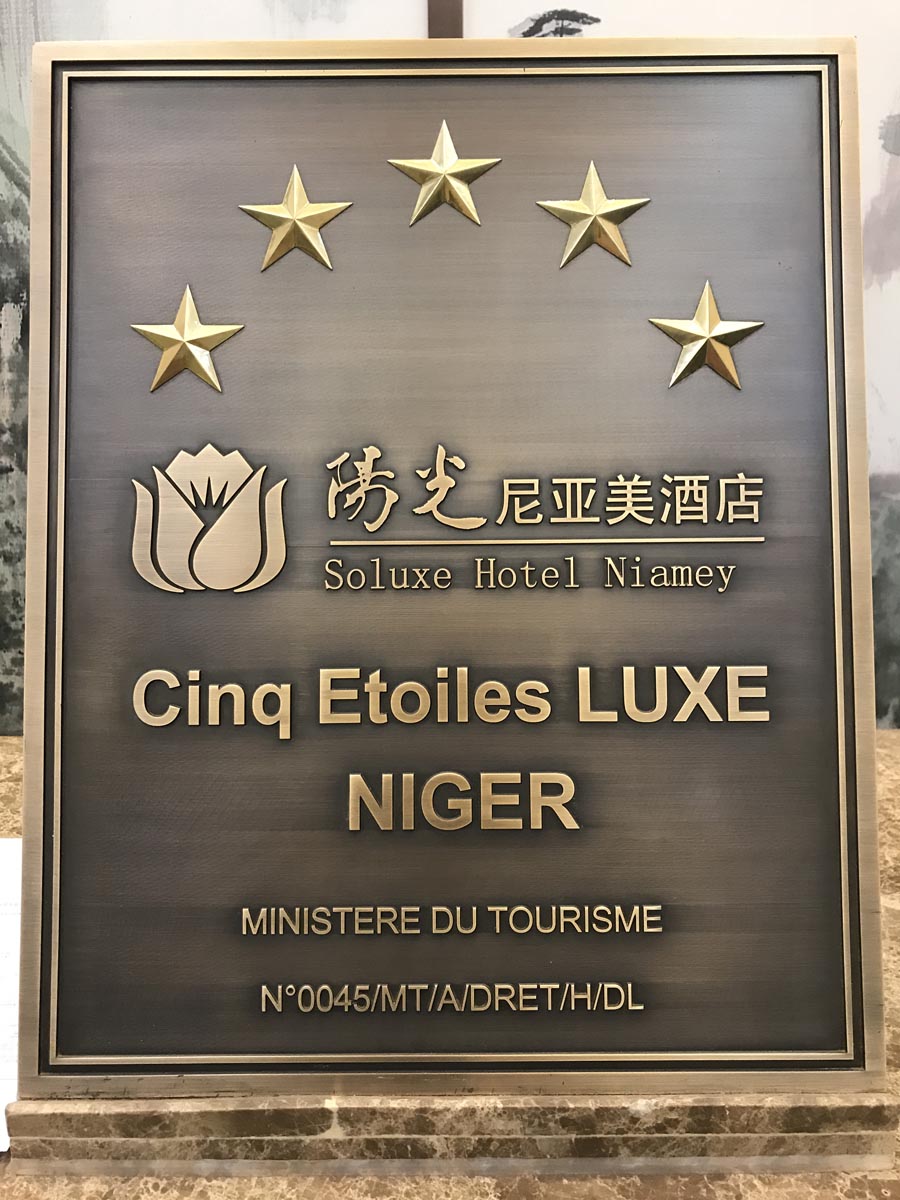 陽光尼亚美酒店
Soluxe Hotel Niamey
Cinq Etoiles LUXE
NIGER
MINISTERE DU TOURISME
N°0045/MT/A/DRET/H/DL